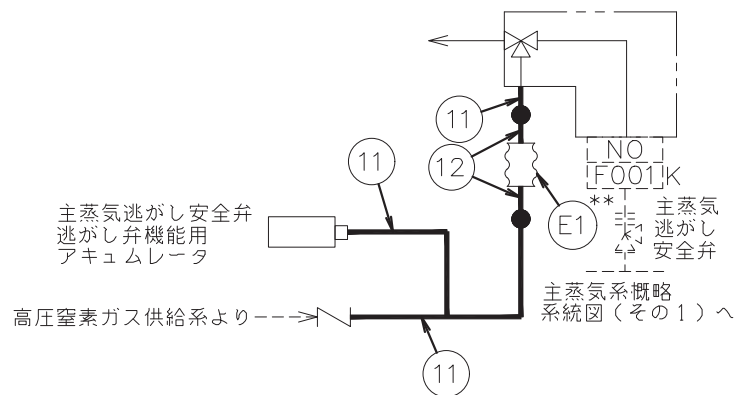 11
NO
11
12
F001K
**
E1
主蒸気
逃がし
安全弁
主蒸気逃がし安全弁
逃がし弁機能用
アキュムレータ
11
高圧窒素ガス供給系より
主蒸気系概略
系統図(その1)へ
11